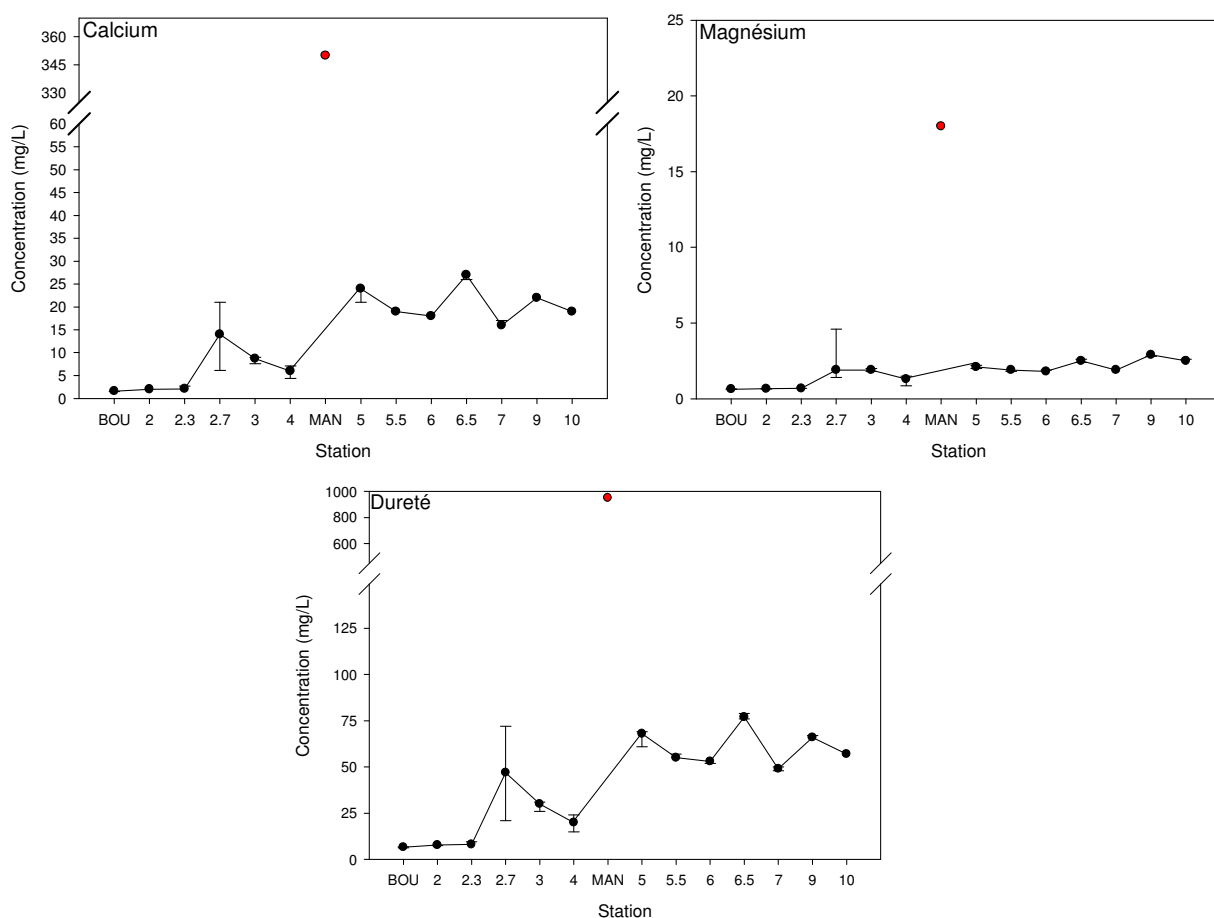 Calcium
360
345
330
60
55
50
45
40
35
30
25
20
15
10
5
0
Concentration (mg/L)
BOU 2 2.3 2.7 3 4 MAN 5 5.5 6 6.5 7 9 10
Station
Magnésium
25
20
15
10
5
0
Concentration (mg/L)
BOU 2 2.3 2.7 3 4 MAN 5 5.5 6 6.5 7 9 10
Station
Dureté
1000
800
600
125
100
75
50
25
0
Concentration (mg/L)
BOU 2 2.3 2.7 3 4 MAN 5 5.5 6 6.5 7 9 10
Station